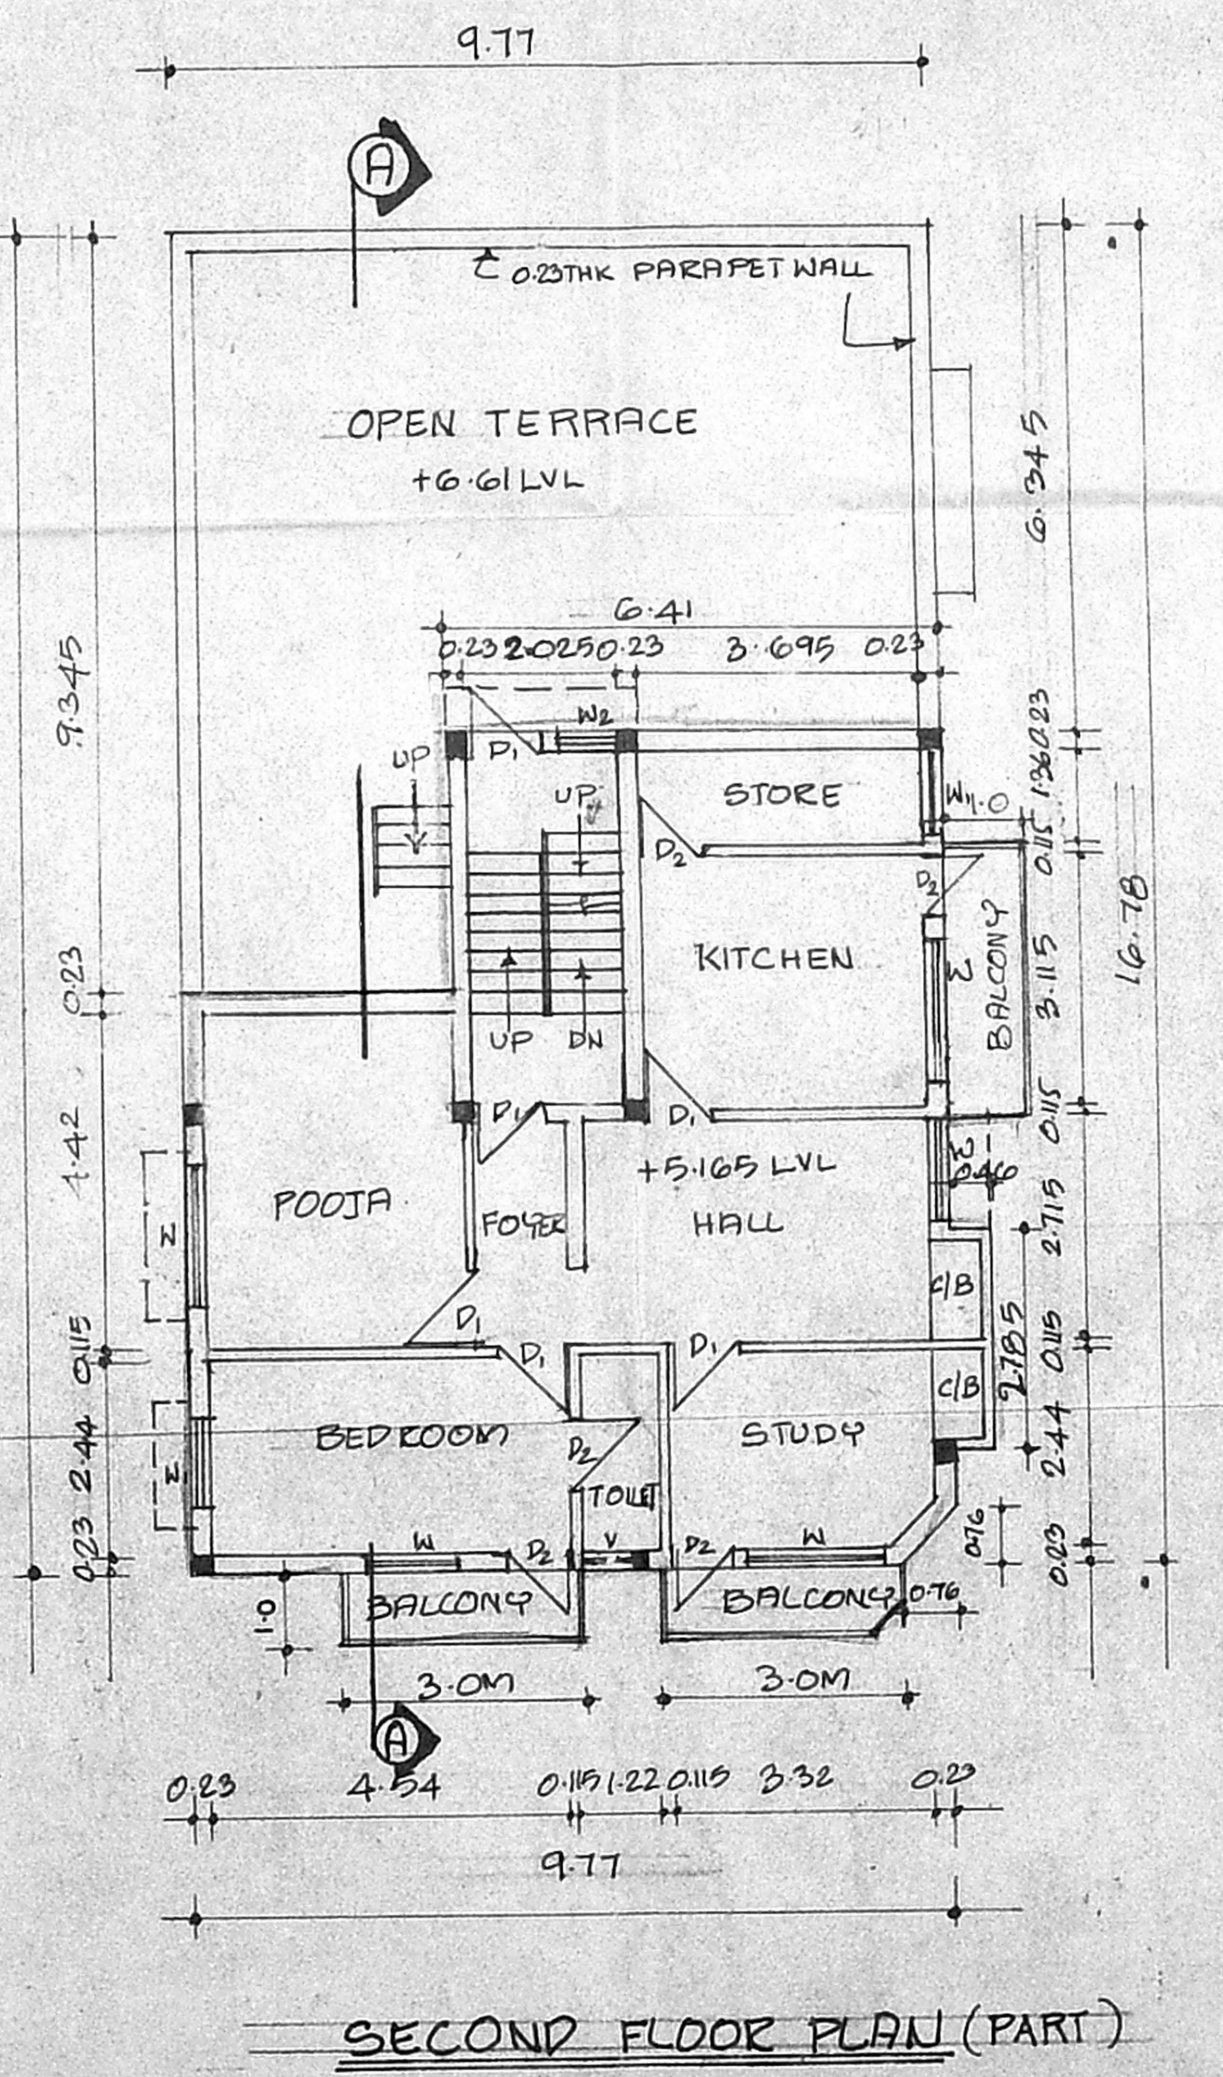 9.77
A
0.23THK PARAPET WALL
OPEN TERRACE
+6.61 LVL
6.345
6.41
0.23 2.025 0.23 3.695 0.23
9.345
W2
D1
UP
UP
STORE
W1
1.0
0.23
1.36
0.115
D2
D2
KITCHEN
W
BALCONY
3.115
16.78
0.23
UP
DN
D1
D1
0.115
4.42
+5.165 LVL
W
0.46
POOJA
FOYER
HALL
W
2.715
C/B
D1
D1
D1
2.785
0.115
0.115
C/B
BEDROOM
STUDY
2.44
2.44
W
D2
TOILET
0.76
0.23
W
D2
V
D2
W
0.23
1.0
BALCONY
BALCONY
0.76
3.0M
3.0M
A
0.23 4.54 0.115 1.22 0.115 3.32 0.23
9.77
SECOND FLOOR PLAN (PART)